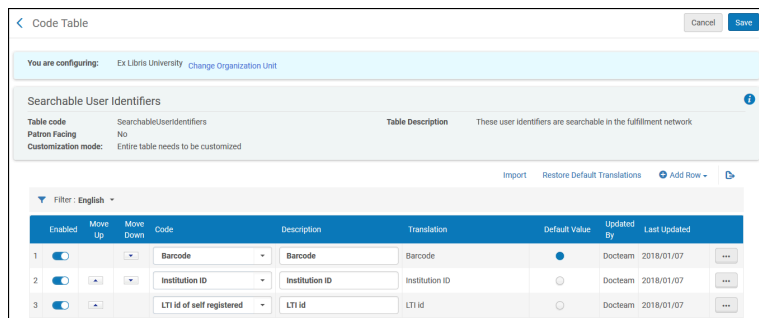 Code Table
Cancel Save
You are configuring: Ex Libris University Change Organization Unit
Searchable User Identifiers
Table code SearchableUserIdentifiers Table Description These user identifiers are searchable in the fulfillment network
Patron Facing No
Customization mode: Entire table needs to be customized
Import Restore Default Translations Add Row
Filter : English
Enabled Move Up Move Down Code Description Translation Default Value Updated By Last Updated
1 Barcode Barcode Barcode Docteam 2018/01/07
2 Institution ID Institution ID Institution ID Docteam 2018/01/07
3 LTI id of self registered LTI id LTI id Docteam 2018/01/07